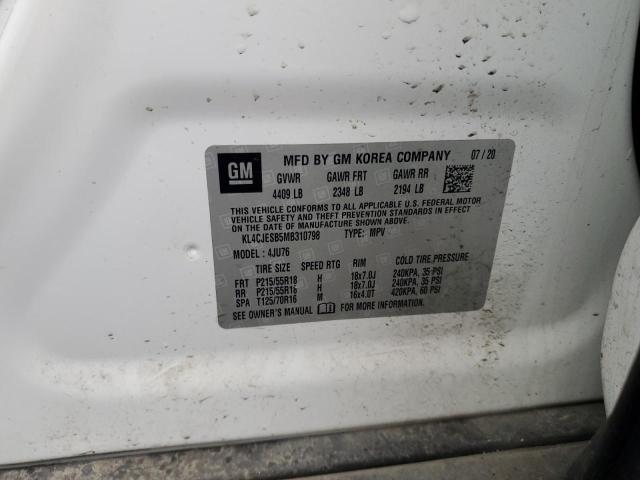 GM
MFD BY GM KOREA COMPANY 07 / 20
GVWR GAWR FRT GAWR RR
4409 LB 2348 LB 2194 LB
THIS VEHICLE CONFORMS TO ALL APPLICABLE U.S. FEDERAL MOTOR
VEHICLE SAFETY AND THEFT PREVENTION STANDARDS IN EFFECT
ON THE DATE OF MANUFACTURE SHOWN ABOVE.
KL4CJESB5MB310798 TYPE: MPV
MODEL : 4JU76
TIRE SIZE SPEED RTG RIM COLD TIRE PRESSURE
FRT P215/55R18 H 18x7.0J 240KPA, 35 PSI
RR P215/55R18 H 18x7.0J 240KPA, 35 PSI
SPA T125/70R16 M 16x4.0T 420KPA, 60 PSI
SEE OWNER'S MANUAL FOR MORE INFORMATION.